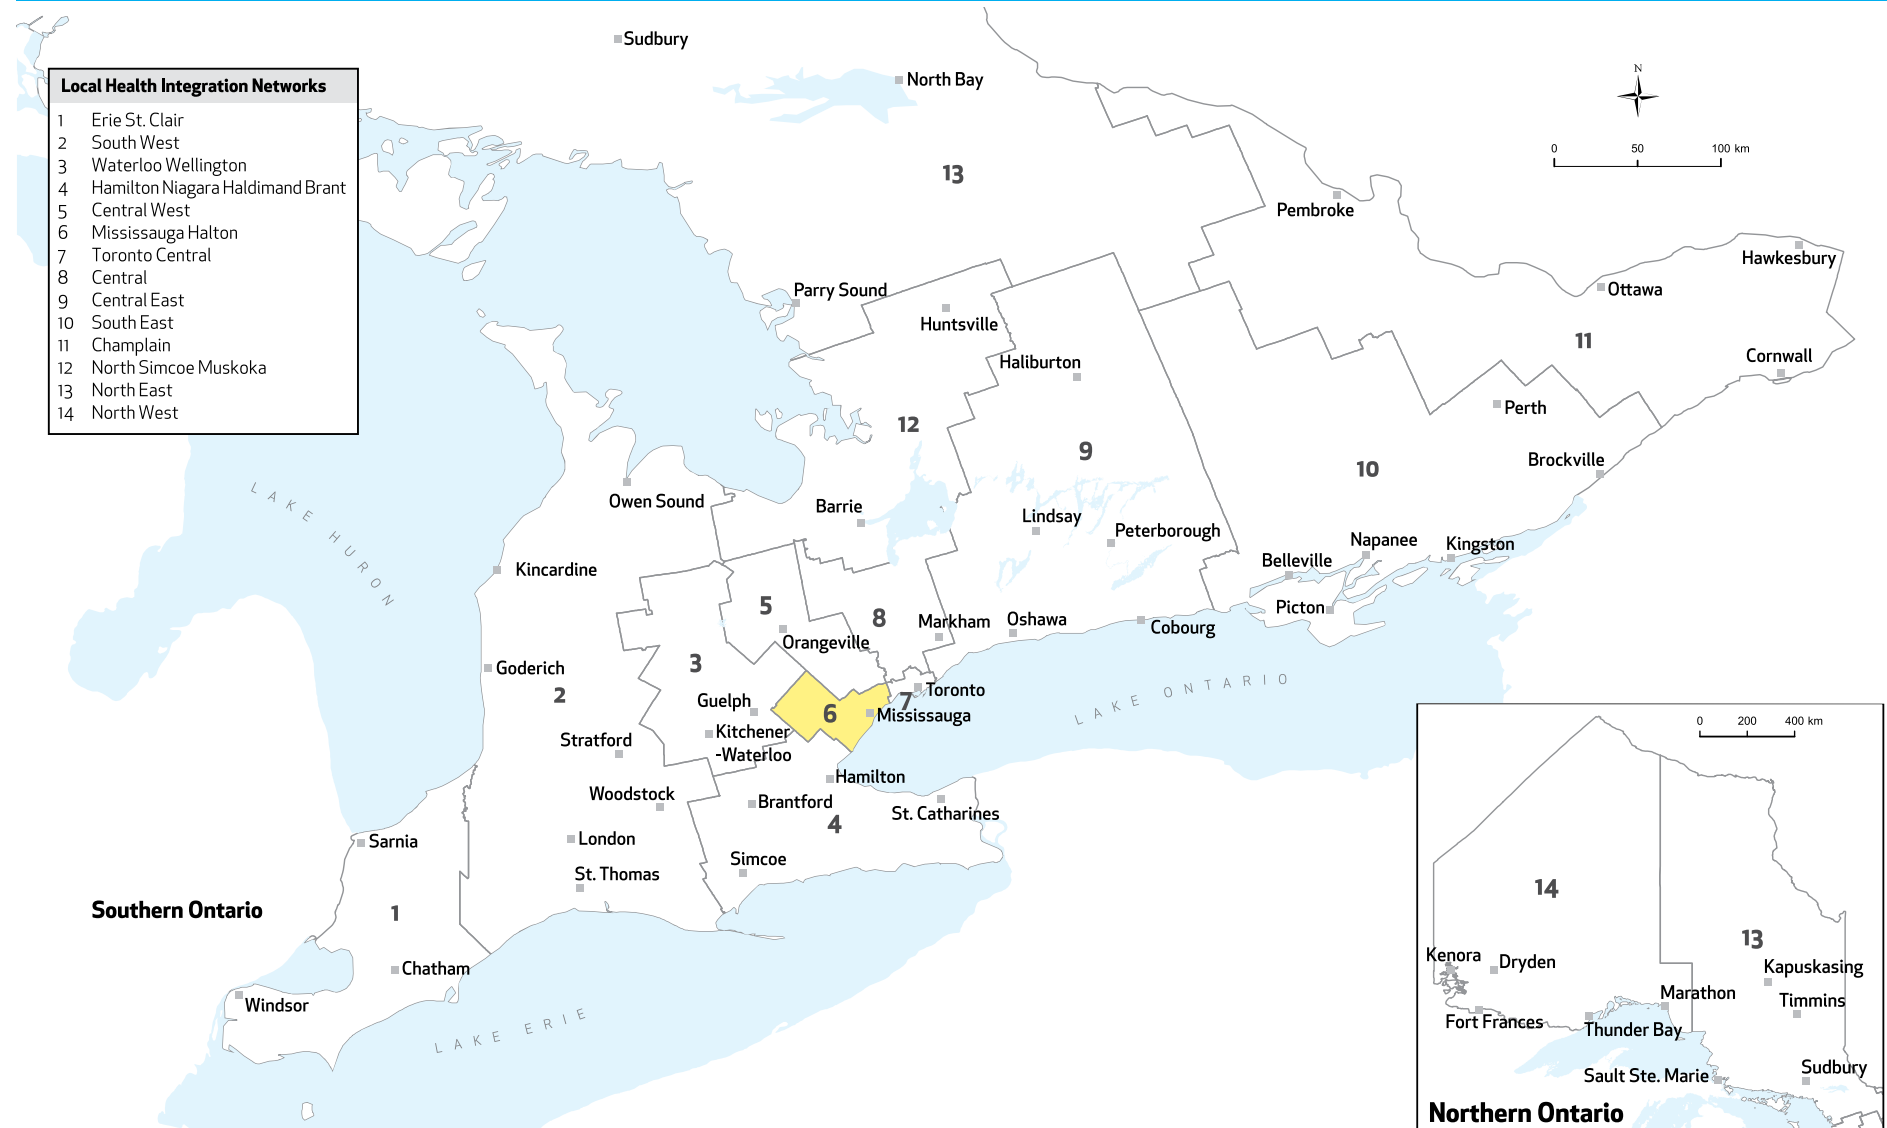 Sudbury
North Bay
N
0 50 100 km
Local Health Integration Networks
1 Erie St. Clair
2 South West
3 Waterloo Wellington
4 Hamilton Niagara Haldimand Brant
5 Central West
6 Mississauga Halton
7 Toronto Central
8 Central
9 Central East
10 South East
11 Champlain
12 North Simcoe Muskoka
13 North East
14 North West
13
Pembroke
Hawkesbury
Parry Sound
Ottawa
Huntsville
11
Haliburton
Cornwall
Perth
12
9
10
Brockville
LAKE HURON
Owen Sound
Barrie
Lindsay
Peterborough
Napanee
Kingston
Belleville
Kincardine
5
8
Picton
Markham
Oshawa
Cobourg
Orangeville
3
Goderich
2
LAKE ONTARIO
Toronto
7
Guelph
6
Mississauga
Kitchener
-Waterloo
Stratford
Hamilton
Woodstock
Brantford
St. Catharines
4
London
Sarnia
Simcoe
St. Thomas
Southern Ontario
1
Chatham
Windsor
LAKE ERIE
0 200 400 km
14
13
Kenora
Dryden
Kapuskasing
Marathon
Timmins
Fort Frances
Thunder Bay
Sault Ste. Marie
Sudbury
Northern Ontario